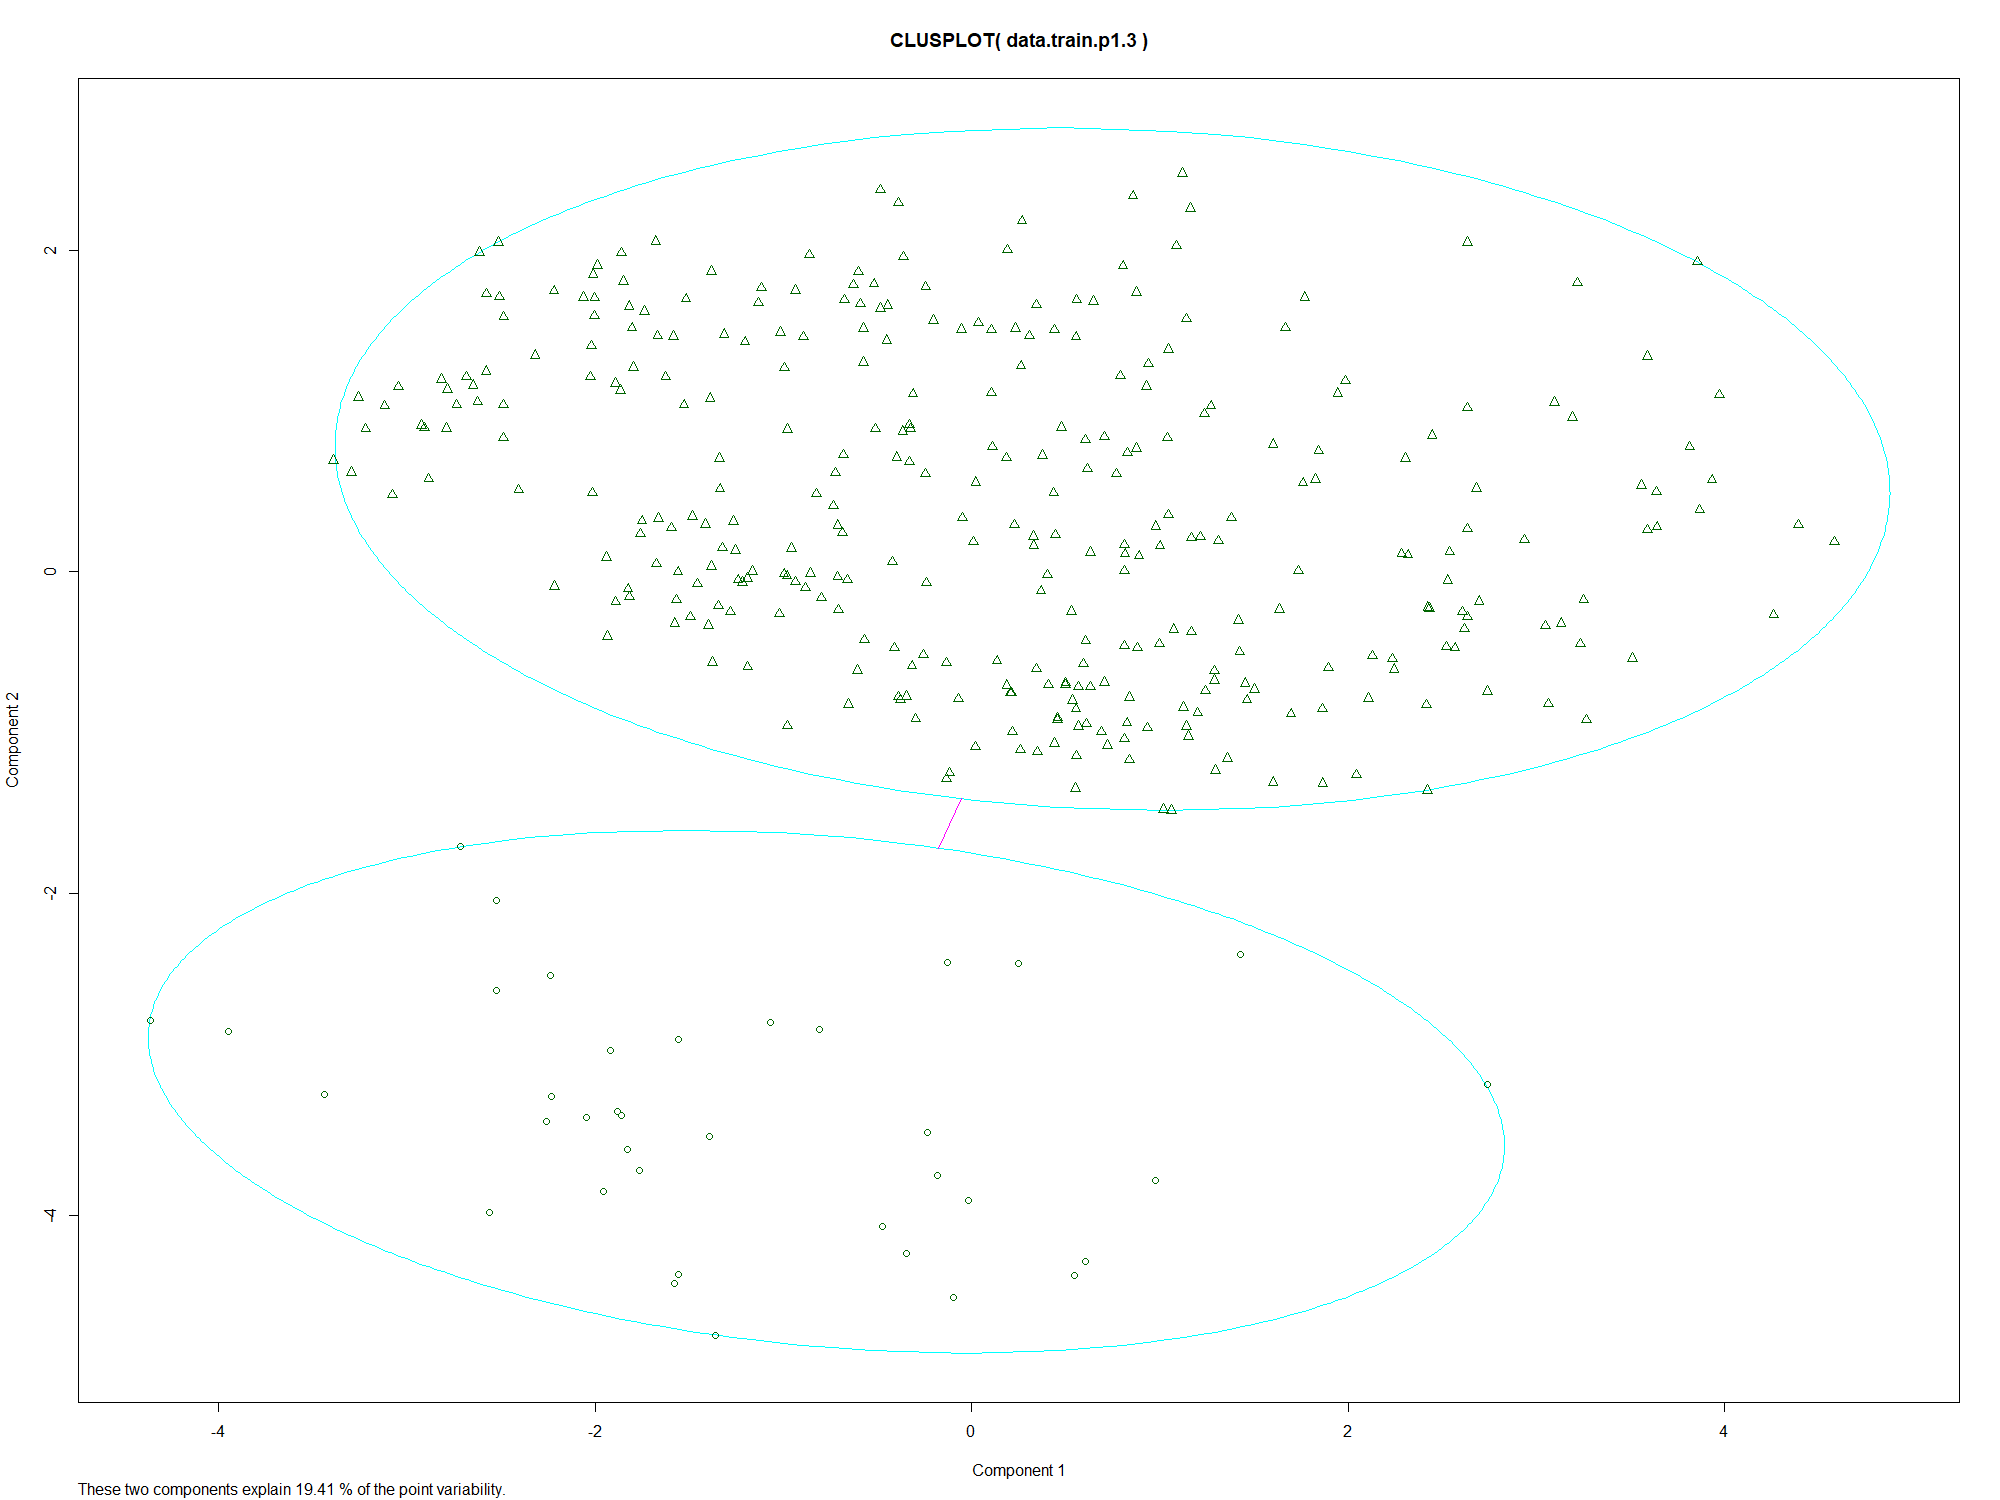 CLUSPLOT( data.train.p1.3 )
2
0
-2
-4
Component 2
-4 -2 0 2 4
Component 1
These two components explain 19.41 % of the point variability.